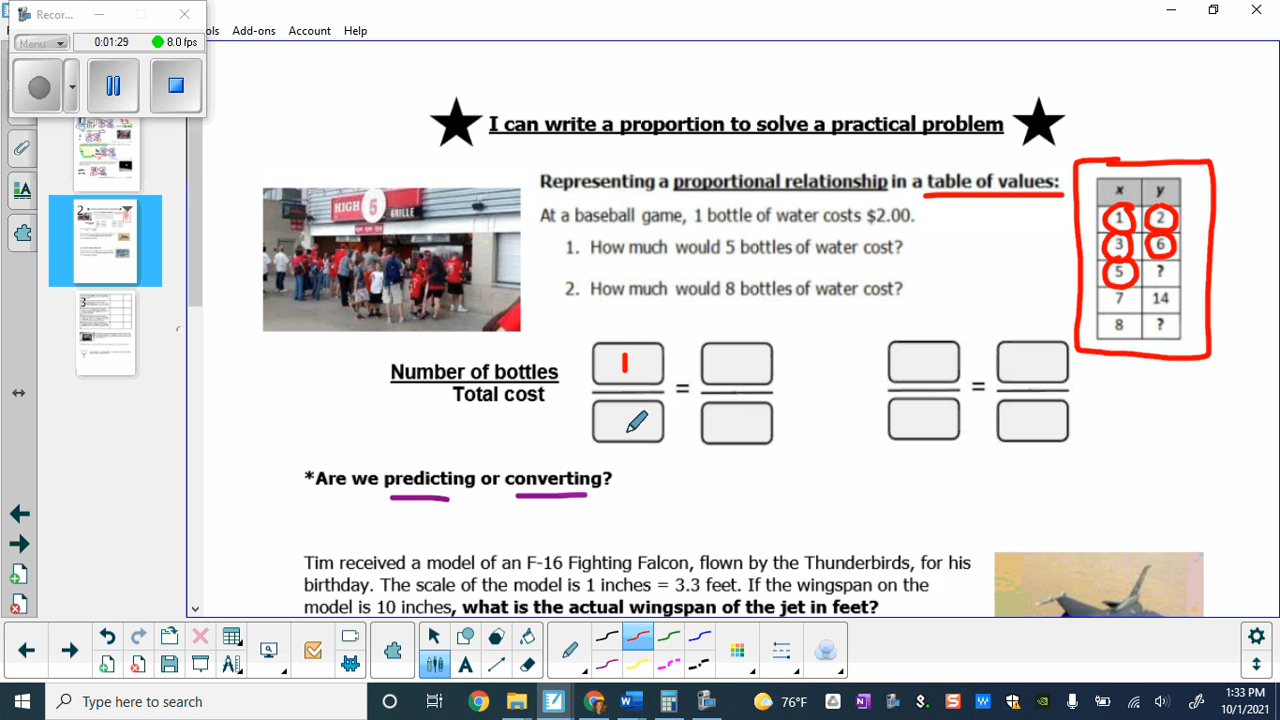 Recor...
Menu
0:01:29
8.0 fps
ols Add-ons Account Help
I can write a proportion to solve a practical problem
Representing a proportional relationship in a table of values:
At a baseball game, 1 bottle of water costs $2.00.
1. How much would 5 bottles of water cost?
2. How much would 8 bottles of water cost?
x y
1 2
3 6
5 ?
7 14
8 ?
HIGH 5
GRILLE
Number of bottles
Total cost
1
=
=
*Are we predicting or converting?
Tim received a model of an F-16 Fighting Falcon, flown by the Thunderbirds, for his
birthday. The scale of the model is 1 inches = 3.3 feet. If the wingspan on the
model is 10 inches, what is the actual wingspan of the jet in feet?
2
3
Type here to search
76°F
1:33 PM
10/1/2021